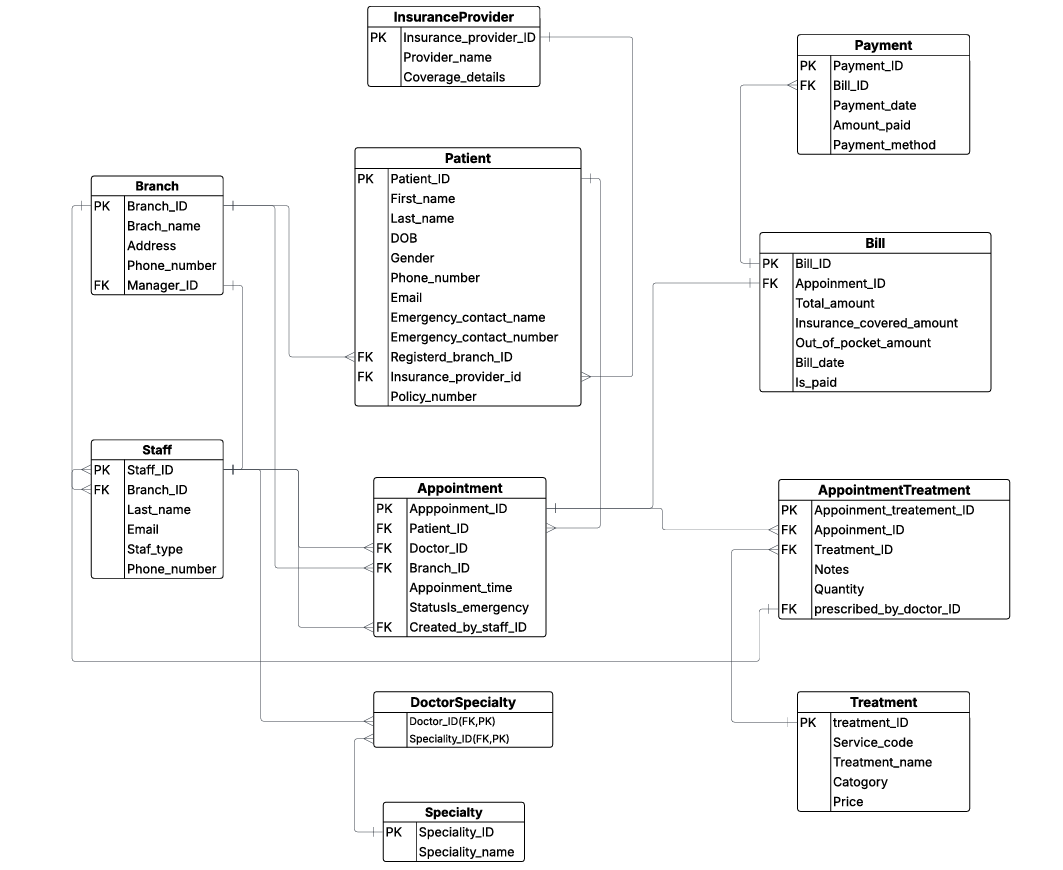 InsuranceProvider
PK Insurance_provider_ID
Provider_name
Coverage_details
Payment
PK Payment_ID
FK Bill_ID
Payment_date
Amount_paid
Payment_method
Patient
PK Patient_ID
First_name
Last_name
DOB
Gender
Phone_number
Email
Emergency_contact_name
Emergency_contact_number
FK Registerd_branch_ID
FK Insurance_provider_id
Policy_number
Branch
PK Branch_ID
Brach_name
Address
Phone_number
FK Manager_ID
Bill
PK Bill_ID
FK Appoinment_ID
Total_amount
Insurance_covered_amount
Out_of_pocket_amount
Bill_date
Is_paid
Staff
PK Staff_ID
FK Branch_ID
Last_name
Email
Staf_type
Phone_number
Appointment
PK Apppoinment_ID
FK Patient_ID
FK Doctor_ID
FK Branch_ID
Appoinment_time
StatusIs_emergency
FK Created_by_staff_ID
AppointmentTreatment
PK Appoinment_treatement_ID
FK Appoinment_ID
FK Treatment_ID
Notes
Quantity
FK prescribed_by_doctor_ID
DoctorSpecialty
Doctor_ID(FK,PK)
Speciality_ID(FK,PK)
Treatment
PK treatment_ID
Service_code
Treatment_name
Catogory
Price
Specialty
PK Speciality_ID
Speciality_name